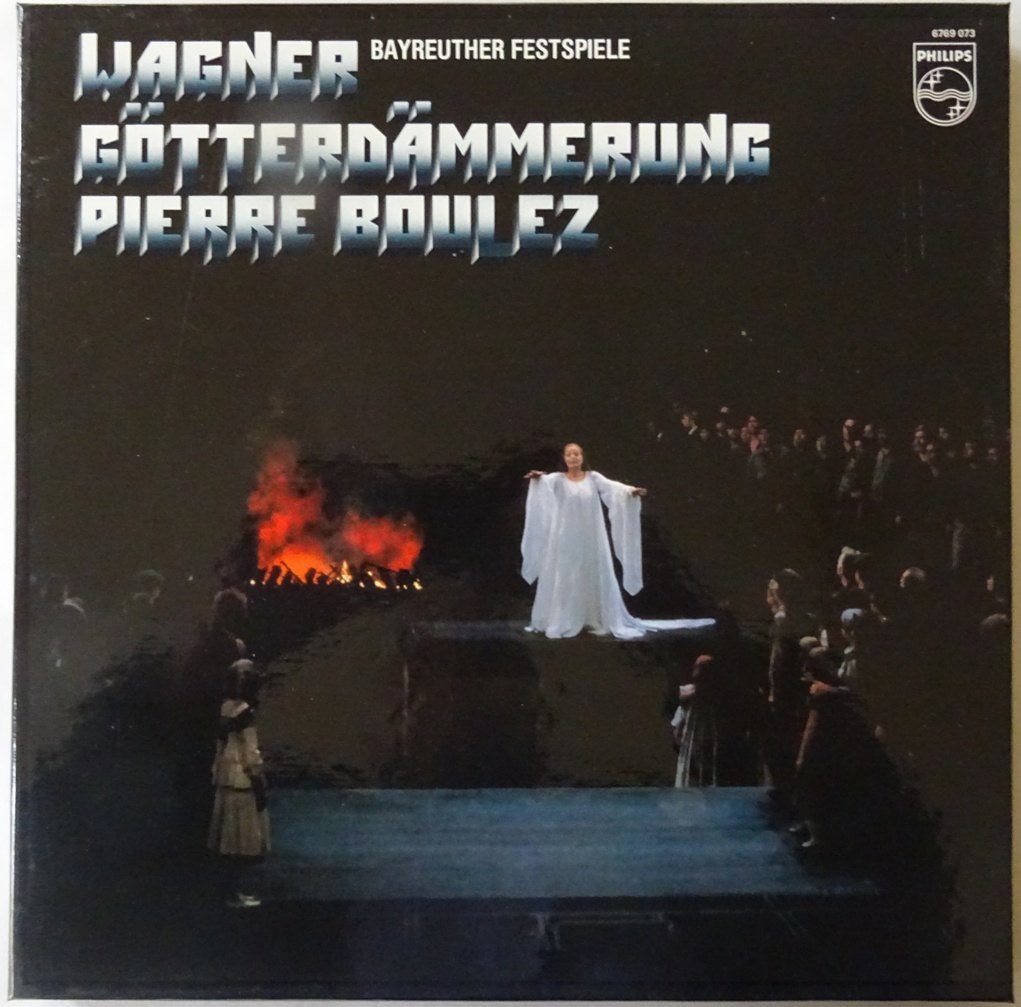 WAGNER BAYREUTHER FESTSPIELE
GÖTTERDÄMMERUNG
PIERRE BOULEZ
6769 073
PHILIPS